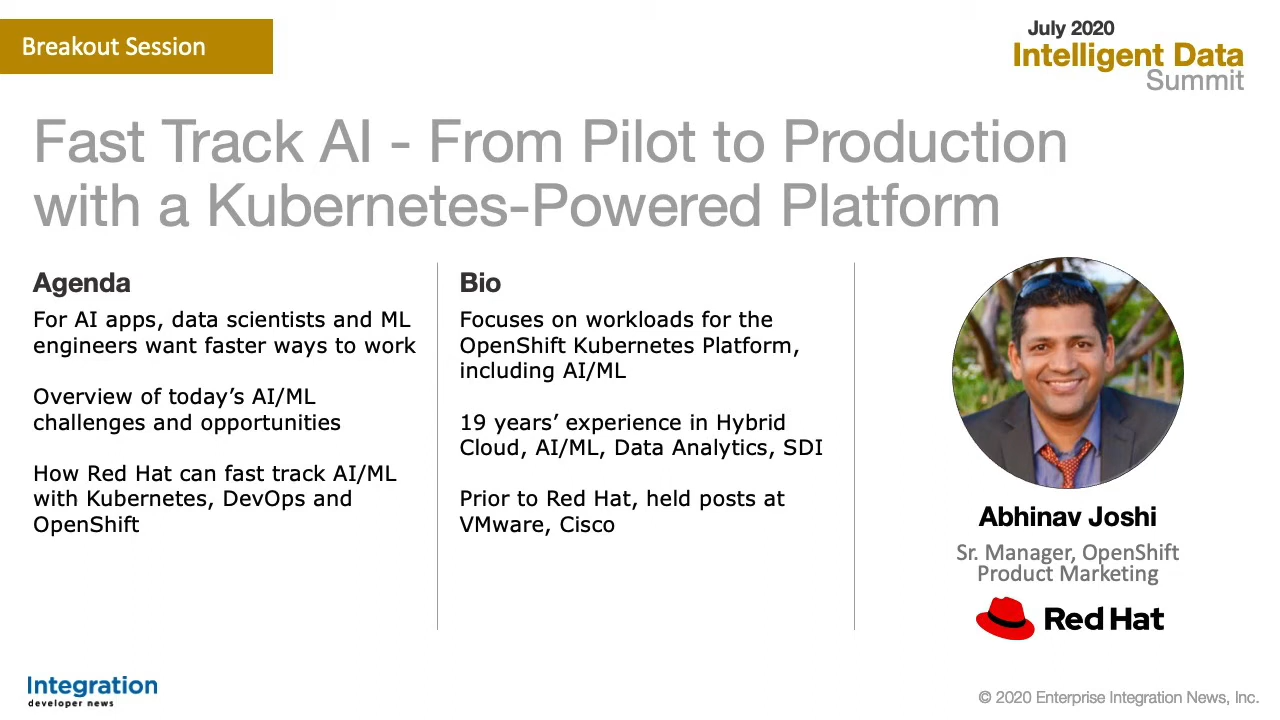 Breakout Session
July 2020
Intelligent Data
Summit
Fast Track AI - From Pilot to Production
with a Kubernetes-Powered Platform
Agenda
For AI apps, data scientists and ML
engineers want faster ways to work
Overview of today’s AI/ML
challenges and opportunities
How Red Hat can fast track AI/ML
with Kubernetes, DevOps and
OpenShift
Bio
Focuses on workloads for the
OpenShift Kubernetes Platform,
including AI/ML
19 years’ experience in Hybrid
Cloud, AI/ML, Data Analytics, SDI
Prior to Red Hat, held posts at
VMware, Cisco
Abhinav Joshi
Sr. Manager, OpenShift
Product Marketing
Red Hat
Integration
developer news
© 2020 Enterprise Integration News, Inc.